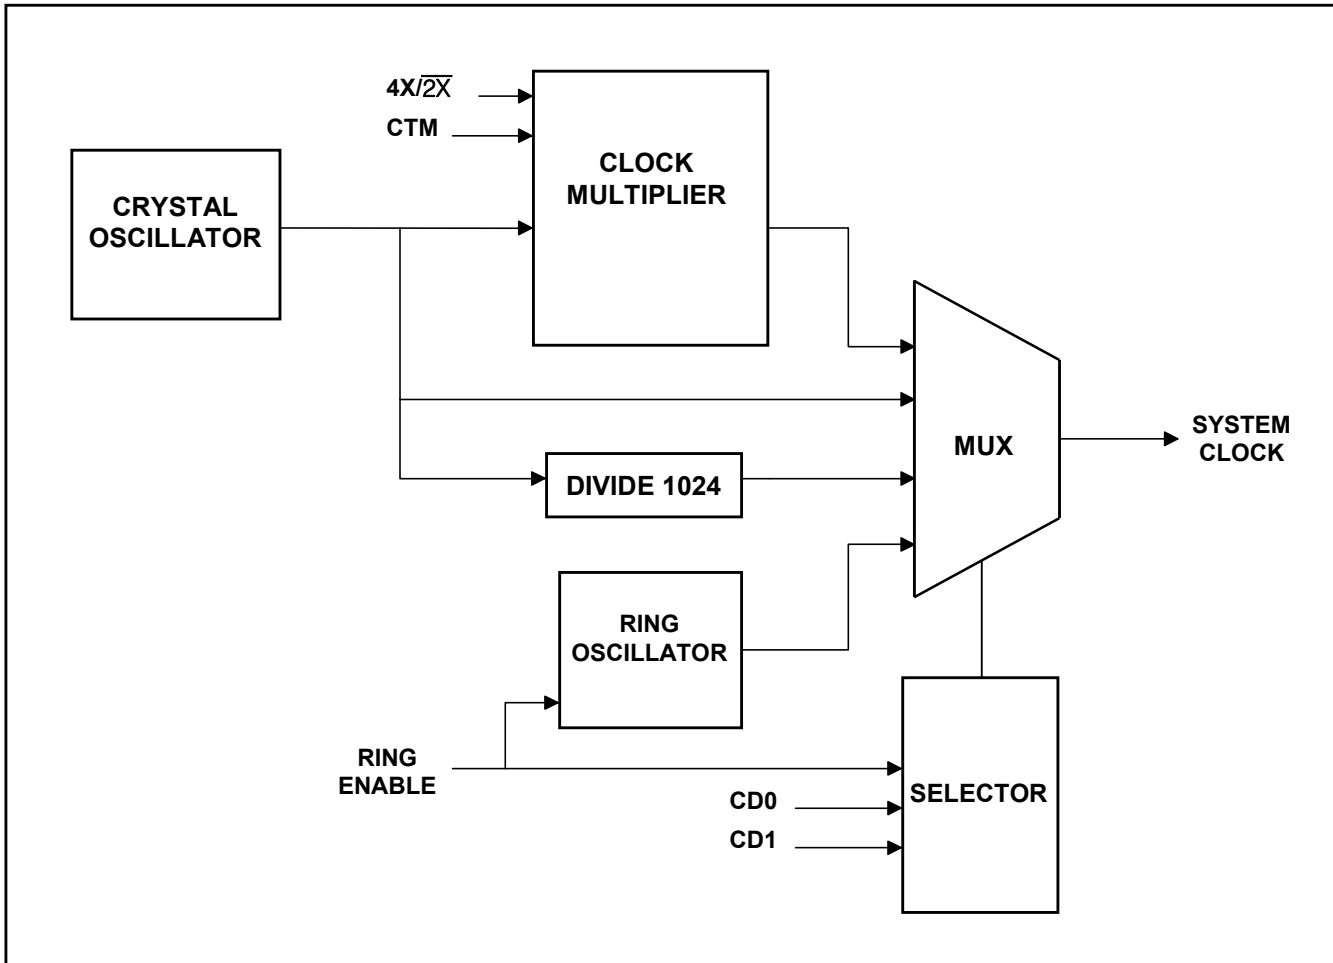 4X/2X̅
CTM
CLOCK
MULTIPLIER
CRYSTAL
OSCILLATOR
MUX
SYSTEM
CLOCK
DIVIDE 1024
RING
OSCILLATOR
RING
ENABLE
CD0
CD1
SELECTOR